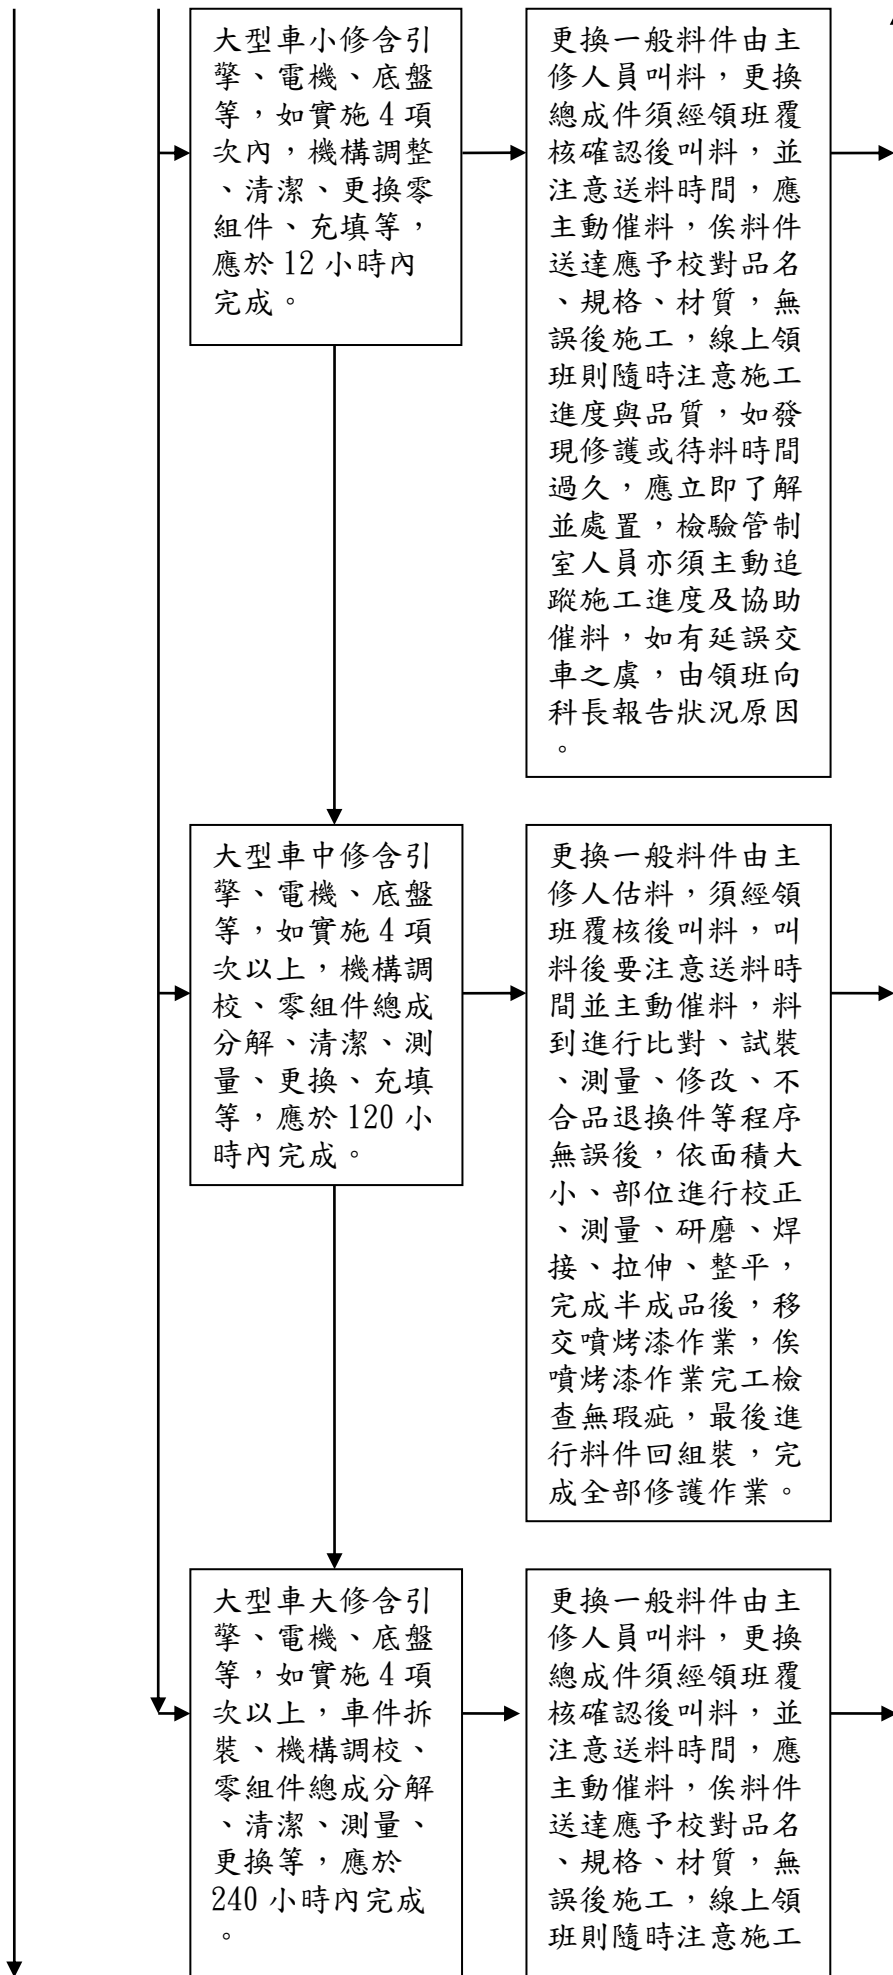 大型車小修含引
擎、電機、底盤
等，如實施 4 項
次內，機構調整
、清潔、更換零
組件、充填等，
應於 12 小時內
完成。
更換一般料件由主
修人員叫料，更換
總成件須經領班覆
核確認後叫料，並
注意送料時間，應
主動催料，俟料件
送達應予校對品名
、規格、材質，無
誤後施工，線上領
班則隨時注意施工
進度與品質，如發
現修護或待料時間
過久，應立即了解
並處置，檢驗管制
室人員亦須主動追
蹤施工進度及協助
催料，如有延誤交
車之虞，由領班向
科長報告狀況原因
。
大型車中修含引
擎、電機、底盤
等，如實施 4 項
次以上，機構調
校、零組件總成
分解、清潔、測
量、更換、充填
等，應於 120 小
時內完成。
更換一般料件由主
修人估料，須經領
班覆核後叫料，叫
料後要注意送料時
間並主動催料，料
到進行比對、試裝
、測量、修改、不
合品退換件等程序
無誤後，依面積大
小、部位進行校正
、測量、研磨、焊
接、拉伸、整平，
完成半成品後，移
交噴烤漆作業，俟
噴烤漆作業完工檢
查無瑕疵，最後進
行料件回組裝，完
成全部修護作業。
大型車大修含引
擎、電機、底盤
等，如實施 4 項
次以上，車件拆
裝、機構調校、
零組件總成分解
、清潔、測量、
更換等，應於
240 小時內完成
。
更換一般料件由主
修人員叫料，更換
總成件須經領班覆
核確認後叫料，並
注意送料時間，應
主動催料，俟料件
送達應予校對品名
、規格、材質，無
誤後施工，線上領
班則隨時注意施工